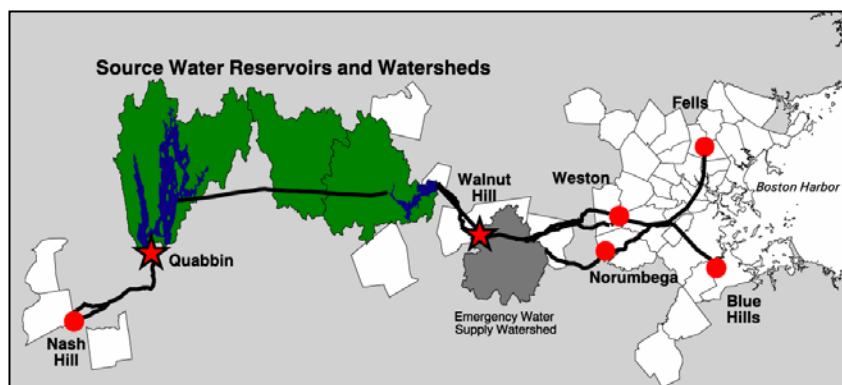 Source Water Reservoirs and Watersheds
Fells
Walnut
Hill
Weston
Boston Harbor
Quabbin
Norumbega
Blue
Hills
Emergency Water
Supply Watershed
Nash
Hill